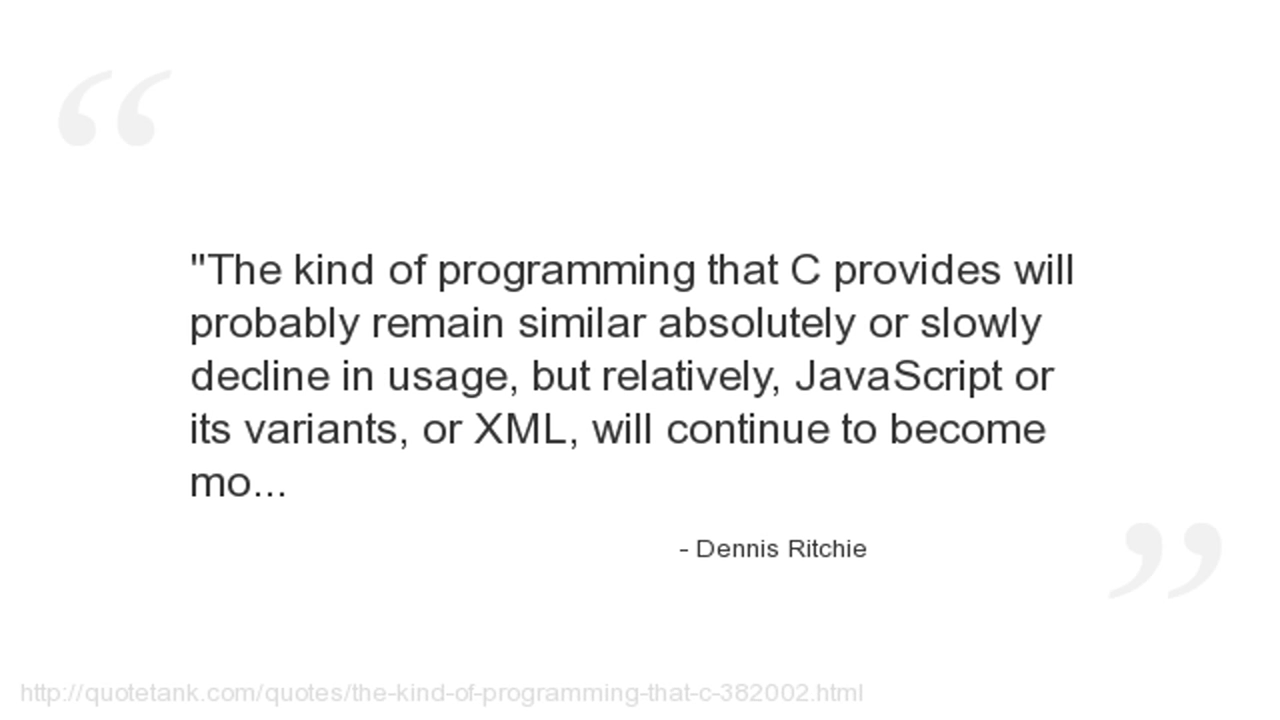 "The kind of programming that C provides will
probably remain similar absolutely or slowly
decline in usage, but relatively, JavaScript or
its variants, or XML, will continue to become
mo...
- Dennis Ritchie
http://quotetank.com/quotes/the-kind-of-programming-that-c-382002.html